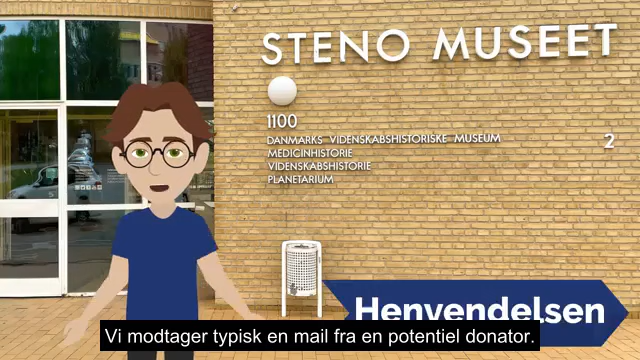 STENO MUSEET
1100
DANMARKS VIDENSKABSHISTORISKE MUSEUM
2
MEDICINHISTORIE
VIDENSKABSHISTORIE
PLANETARIUM
Henvendelsen
Vi modtager typisk en mail fra en potentiel donator.